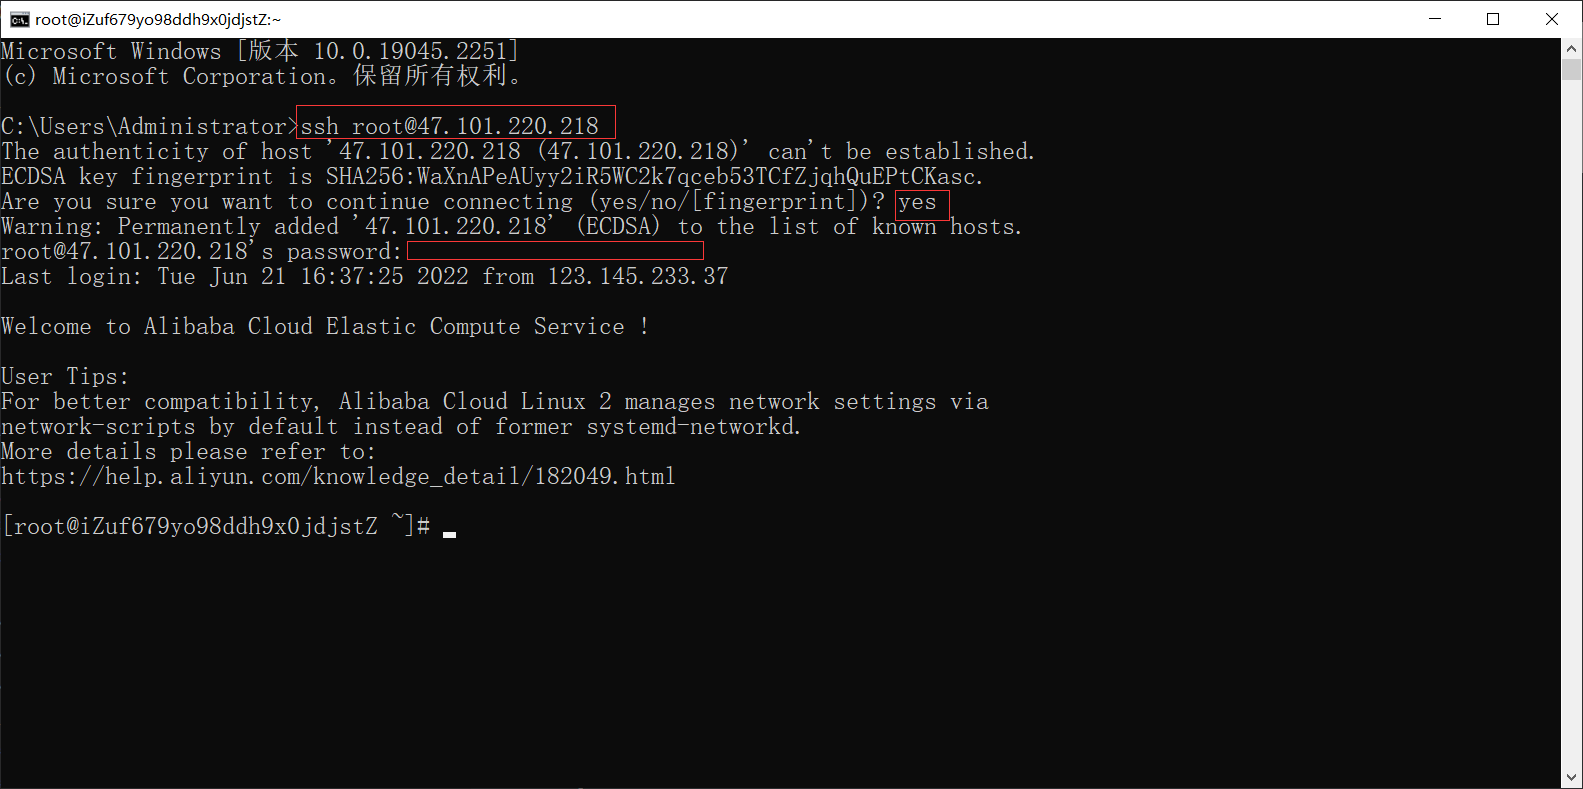 root@iZuf679yo98ddh9x0jdjstZ:~
Microsoft Windows [版本 10.0.19045.2251]
(c) Microsoft Corporation。保留所有权利。
C:\Users\Administrator>ssh root@47.101.220.218
The authenticity of host '47.101.220.218 (47.101.220.218)' can't be established.
ECDSA key fingerprint is SHA256:WaXnAPeAUyy2iR5WC2k7qceb53TCfZjqhQuEPtCKasc.
Are you sure you want to continue connecting (yes/no/[fingerprint])? yes
Warning: Permanently added '47.101.220.218' (ECDSA) to the list of known hosts.
root@47.101.220.218's password:
Last login: Tue Jun 21 16:37:25 2022 from 123.145.233.37
Welcome to Alibaba Cloud Elastic Compute Service !
User Tips:
For better compatibility, Alibaba Cloud Linux 2 manages network settings via
network-scripts by default instead of former systemd-networkd.
More details please refer to:
https://help.aliyun.com/knowledge_detail/182049.html
[root@iZuf679yo98ddh9x0jdjstZ ~]#